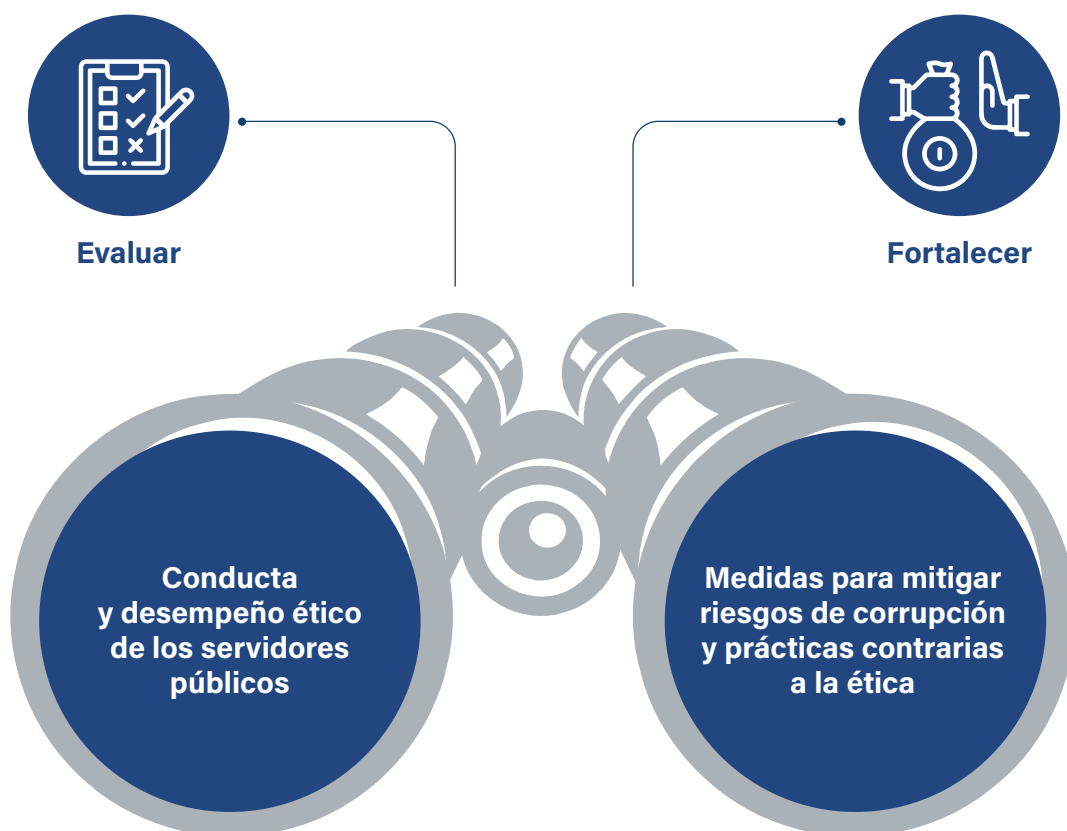 Evaluar
Fortalecer
Conducta
y desempeño ético
de los servidores
públicos
Medidas para mitigar
riesgos de corrupción
y prácticas contrarias
a la ética